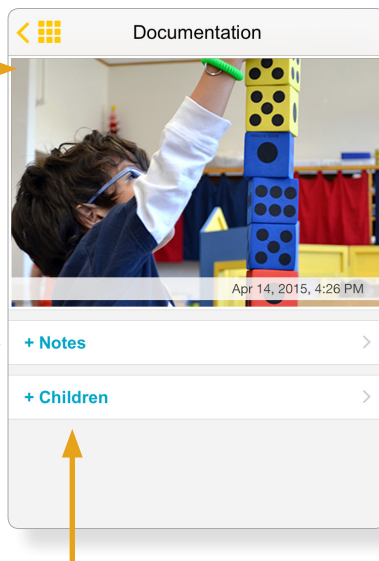 Documentation
Apr 14, 2015, 4:26 PM
+ Notes
+ Children